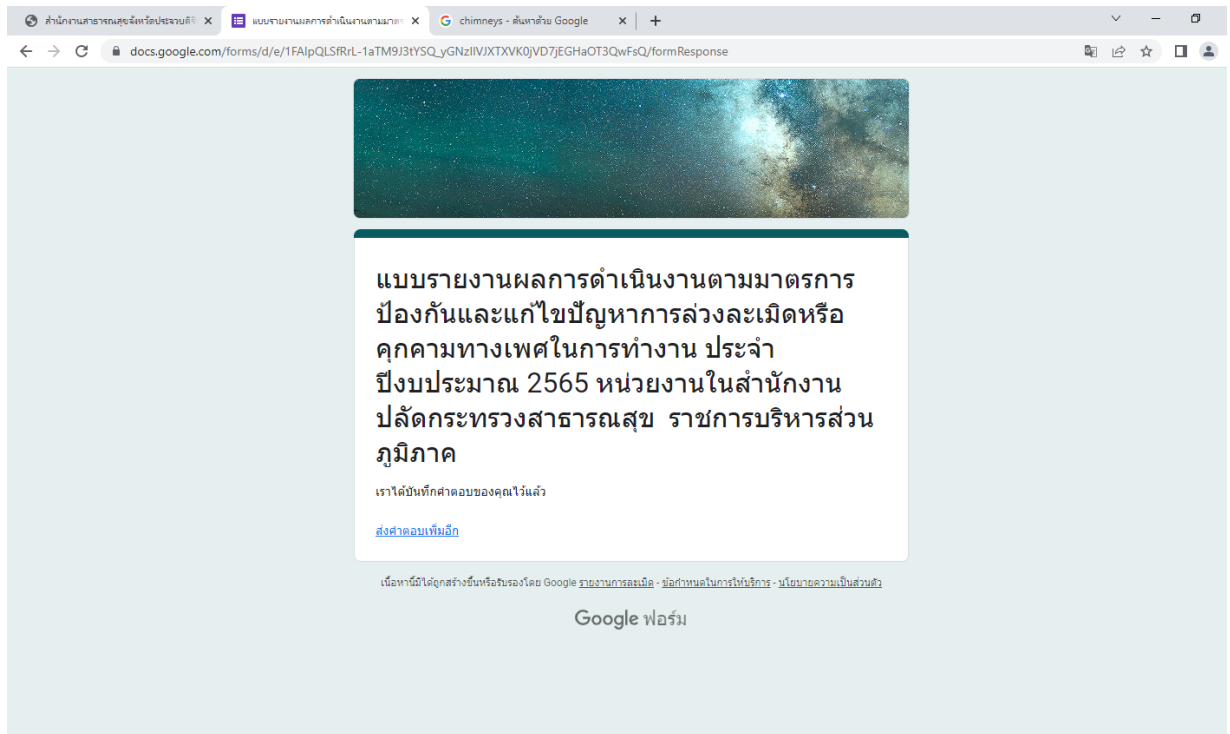 สำนักงานสาธารณสุขจังหวัดประจวบคีรี
แบบรายงานผลการดำเนินงานตามมาตร
chimneys - ค้นหาด้วย Google
docs.google.com/forms/d/e/1FAIpQLSfRrL-1aTM9J3tYSQ_yGNzIIVJXTXVK0jVD7jEGHaOT3QwFsQ/formResponse
แบบรายงานผลการดำเนินงานตามมาตรการ
ป้องกันและแก้ไขปัญหาการล่วงละเมิดหรือ
คุกคามทางเพศในการทำงาน ประจำ
ปีงบประมาณ 2565 หน่วยงานในสำนักงาน
ปลัดกระทรวงสาธารณสุข ราชการบริหารส่วน
ภูมิภาค
เราได้บันทึกคำตอบของคุณไว้แล้ว
ส่งคำตอบเพิ่มอีก
เนื้อหานี้มิได้ถูกสร้างขึ้นหรือรับรองโดย Google รายงานการละเมิด - ข้อกำหนดในการให้บริการ - นโยบายความเป็นส่วนตัว
Google ฟอร์ม